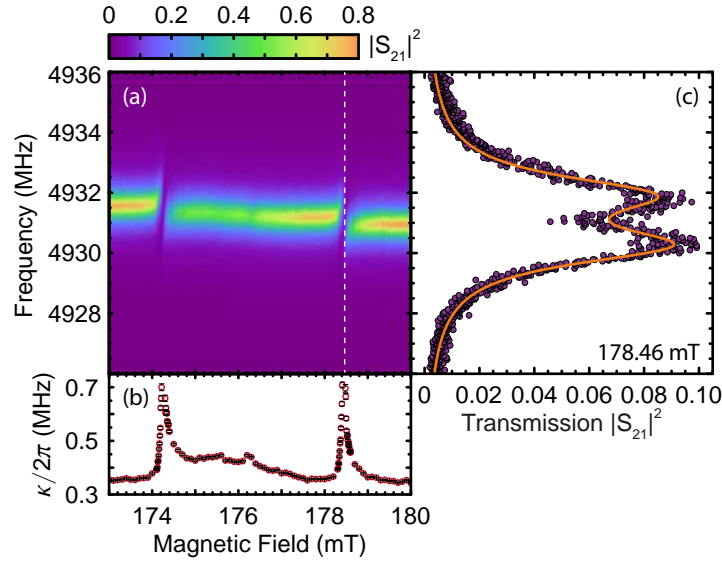 0 0.2 0.4 0.6 0.8
|S21|²
(a)
(c)
Frequency (MHz)
4936
4934
4932
4930
4928
178.46 mT
0 0.02 0.04 0.06 0.08 0.10
Transmission |S21|²
(b)
κ/2π (MHz)
0.7
0.5
0.3
174 176 178 180
Magnetic Field (mT)